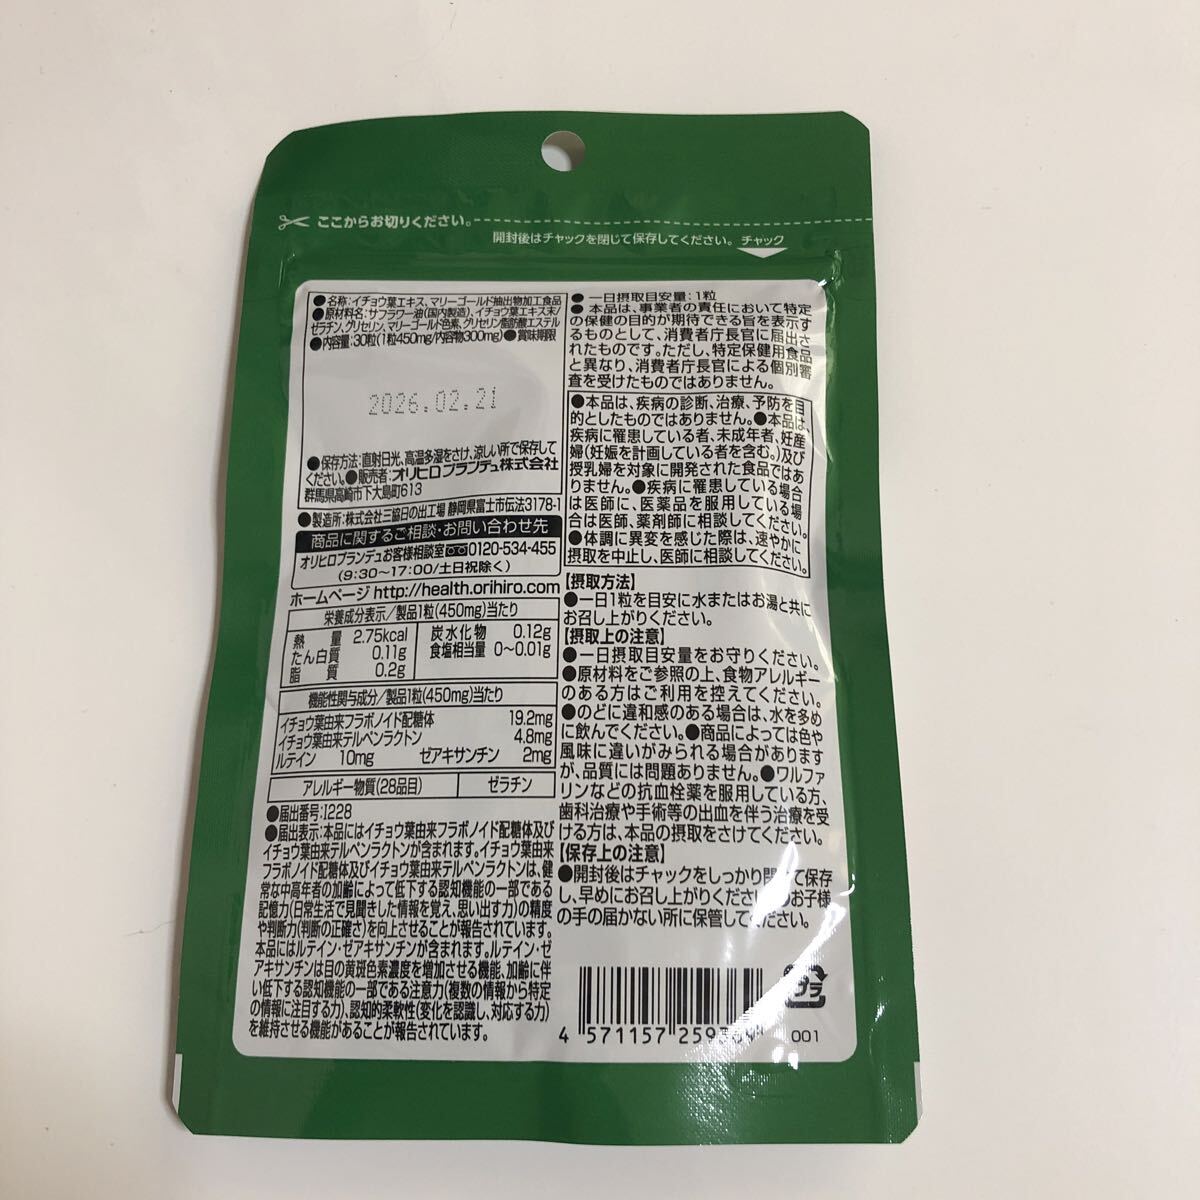 ここからお切りください。
開封後はチャックを閉じて保存してください。 チャック
●名称:イチョウ葉エキス、マリーゴールド抽出物加工食品
●原材料名:サフラワー油(国内製造)、イチョウ葉エキス末/
ゼラチン、グリセリン、マリーゴールド色素、グリセリン脂肪酸エステル
●内容量:30粒(1粒450mg/内容物300mg)●賞味期限
2026.02.21
●保存方法:直射日光、高温多湿をさけ、涼しい所で保存して
ください。●販売者:オリヒロプランデュ株式会社
群馬県高崎市下大島町613
●製造所:株式会社三協日の出工場 静岡県富士市伝法3178-1
商品に関するご相談・お問い合わせ先
オリヒロプランデュお客様相談室 0120-534-455
(9:30〜17:00/土日祝除く)
ホームページ http://health.orihiro.com
栄養成分表示/製品1粒(450mg)当たり
熱量 2.75kcal
たん白質 0.11g
脂質 0.2g
炭水化物 0.12g
食塩相当量 0〜0.01g
機能性関与成分/製品1粒(450mg)当たり
イチョウ葉由来フラボノイド配糖体 19.2mg
イチョウ葉由来テルペンラクトン 4.8mg
ルテイン 10mg ゼアキサンチン 2mg
アレルギー物質(28品目) ゼラチン
●届出番号:I228
●届出表示:本品にはイチョウ葉由来フラボノイド配糖体及び
イチョウ葉由来テルペンラクトンが含まれます。イチョウ葉由来
フラボノイド配糖体及びイチョウ葉由来テルペンラクトンは、健
常な中高年者の加齢によって低下する認知機能の一部である
記憶力(日常生活で見聞きした情報を覚え、思い出す力)の精度
や判断力(判断の正確さ)を向上させることが報告されています。
本品にはルテイン・ゼアキサンチンが含まれます。ルテイン・ゼ
アキサンチンは目の黄斑色素濃度を増加させる機能、加齢に伴
い低下する認知機能の一部である注意力(複数の情報から特定
の情報に注目する力)、認知的柔軟性(変化を認識し、対応する力)
を維持させる機能があることが報告されています。
●一日摂取目安量:1粒
●本品は、事業者の責任において特定
の保健の目的が期待できる旨を表示す
るものとして、消費者庁長官に届出さ
れたものです。ただし、特定保健用食品
と異なり、消費者庁長官による個別審
査を受けたものではありません。
●本品は、疾病の診断、治療、予防を目
的としたものではありません。●本品は、
疾病に罹患している者、未成年者、妊産
婦(妊娠を計画している者を含む。)及び
授乳婦を対象に開発された食品ではあ
りません。●疾病に罹患している場合
は医師に、医薬品を服用している場
合は医師、薬剤師に相談してください。
●体調に異変を感じた際は、速やかに
摂取を中止し、医師に相談してください。
【摂取方法】
●一日1粒を目安に水またはお湯と共に
お召し上がりください。
【摂取上の注意】
●一日摂取目安量をお守りください。
●原材料をご参照の上、食物アレルギー
のある方はご利用を控えてください。
●のどに違和感のある場合は、水を多め
に飲んでください。●商品によっては色や
風味に違いがみられる場合があります
が、品質には問題ありません。●ワルファ
リンなどの抗血栓薬を服用している方、
歯科治療や手術等の出血を伴う治療を受
ける方は、本品の摂取をさけてください。
【保存上の注意】
●開封後はチャックをしっかり閉じて保存
し、早めにお召し上がりください。●お子様
の手の届かない所に保管してください。
プラ
4 571157 259
001